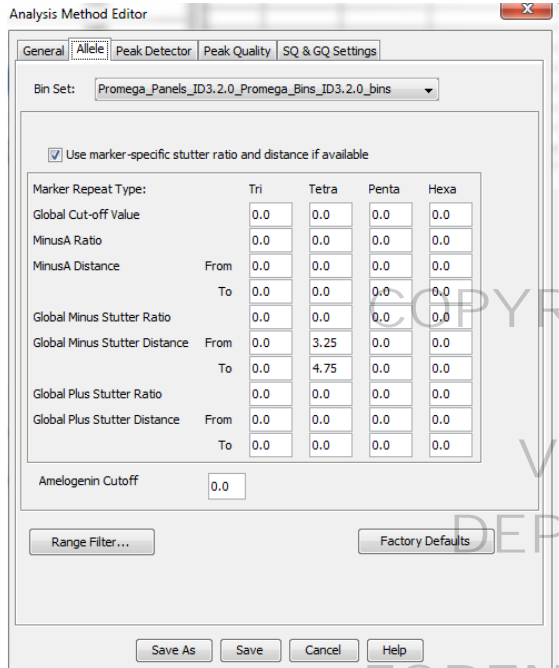 Analysis Method Editor
General Allele Peak Detector Peak Quality SQ & GQ Settings
Bin Set: Promega_Panels_ID3.2.0_Promega_Bins_ID3.2.0_bins
Use marker-specific stutter ratio and distance if available
Marker Repeat Type: Tri Tetra Penta Hexa
Global Cut-off Value 0.0 0.0 0.0 0.0
MinusA Ratio 0.0 0.0 0.0 0.0
MinusA Distance From 0.0 0.0 0.0 0.0
To 0.0 0.0 0.0 0.0
Global Minus Stutter Ratio 0.0 0.0 0.0 0.0
Global Minus Stutter Distance From 0.0 3.25 0.0 0.0
To 0.0 4.75 0.0 0.0
Global Plus Stutter Ratio 0.0 0.0 0.0 0.0
Global Plus Stutter Distance From 0.0 0.0 0.0 0.0
To 0.0 0.0 0.0 0.0
Amelogenin Cutoff 0.0
Range Filter... Factory Defaults
Save As Save Cancel Help
COPYR
V
DEP